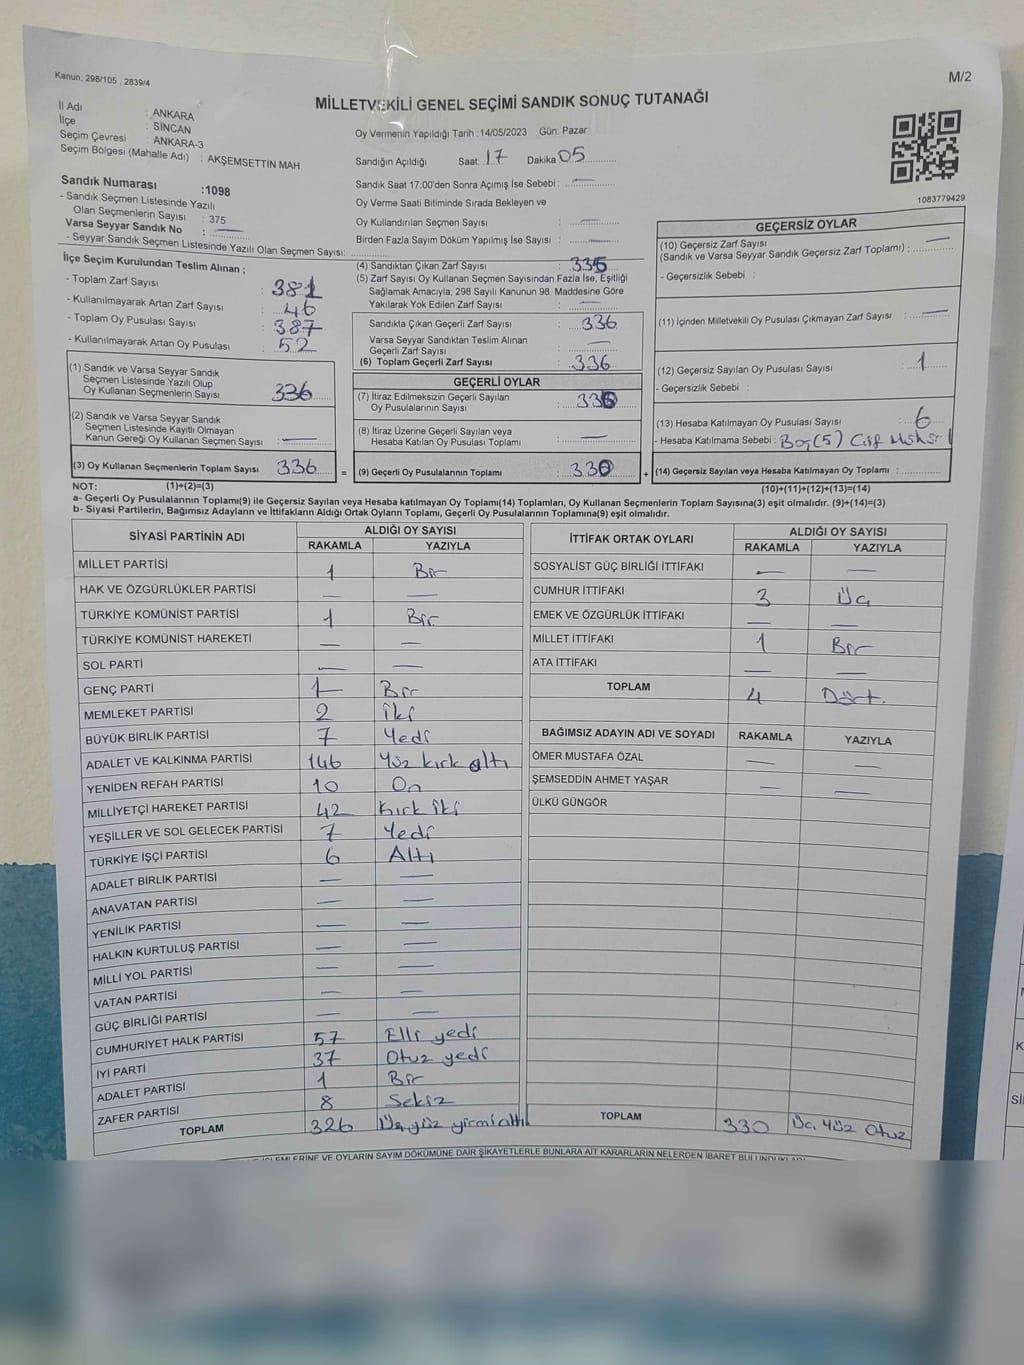 Kanun; 298/105 , 2839/4
M/2
MİLLETVEKİLİ GENEL SEÇİMİ SANDIK SONUÇ TUTANAĞI
İl Adı : ANKARA
İlçe : SİNCAN
Seçim Çevresi : ANKARA-3
Seçim Bölgesi (Mahalle Adı) : AKŞEMSETTİN MAH.
Sandık Numarası :1098
- Sandık Seçmen Listesinde Yazılı
Olan Seçmenlerin Sayısı : 375
Varsa Seyyar Sandık No : —
- Seyyar Sandık Seçmen Listesinde Yazılı Olan Seçmen Sayısı:
Oy Vermenin Yapıldığı Tarih :14/05/2023 Gün: Pazar
Sandığın Açıldığı Saat: 17 Dakika 05
Sandık Saat 17:00'den Sonra Açımış İse Sebebi : —
Oy Verme Saati Bitiminde Sırada Bekleyen ve
Oy Kullandırılan Seçmen Sayısı : —
Birden Fazla Sayım Döküm Yapılmış İse Sayısı : —
1083779429
İlçe Seçim Kurulundan Teslim Alınan ;
- Toplam Zarf Sayısı : 381
- Kullanılmayarak Artan Zarf Sayısı : 46
- Toplam Oy Pusulası Sayısı : 387
- Kullanılmayarak Artan Oy Pusulası : 52
(1) Sandık ve Varsa Seyyar Sandık
Seçmen Listesinde Yazılı Olup
Oy Kullanan Seçmenlerin Sayısı : 336
(2) Sandık ve Varsa Seyyar Sandık
Seçmen Listesinde Kayıtlı Olmayan
Kanun Gereği Oy Kullanan Seçmen Sayısı : —
(3) Oy Kullanan Seçmenlerin Toplam Sayısı : 336
(4) Sandıktan Çıkan Zarf Sayısı :
(5) Zarf Sayısı Oy Kullanan Seçmen Sayısından Fazla İse, Eşitliği
Sağlamak Amacıyla; 298 Sayılı Kanunun 98. Maddesine Göre
Yakılarak Yok Edilen Zarf Sayısı : —
Sandıkta Çıkan Geçerli Zarf Sayısı : 336
Varsa Seyyar Sandıktan Teslim Alınan
Geçerli Zarf Sayısı : —
(6) Toplam Geçerli Zarf Sayısı : 336
GEÇERLİ OYLAR
(7) İtiraz Edilmeksizin Geçerli Sayılan
Oy Pusulalarının Sayısı :
(8) İtiraz Üzerine Geçerli Sayılan veya
Hesaba Katılan Oy Pusulası Toplamı : —
= (9) Geçerli Oy Pusulalarının Toplamı : 330
GEÇERSİZ OYLAR
(10) Geçersiz Zarf Sayısı
(Sandık ve Varsa Seyyar Sandık Geçersiz Zarf Toplamı) : —
- Geçersizlik Sebebi :
(11) İçinden Milletvekili Oy Pusulası Çıkmayan Zarf Sayısı : —
(12) Geçersiz Sayılan Oy Pusulası Sayısı : 1
- Geçersizlik Sebebi :
(13) Hesaba Katılmayan Oy Pusulası Sayısı : 6
- Hesaba Katılmama Sebebi : Boş(5)
+ (14) Geçersiz Sayılan veya Hesaba Katılmayan Oy Toplamı :
NOT: (1)+(2)=(3)
(10)+(11)+(12)+(13)=(14)
a- Geçerli Oy Pusulalarının Toplamı(9) ile Geçersiz Sayılan veya Hesaba katılmayan Oy Toplamı(14) Toplamları, Oy Kullanan Seçmenlerin Toplam Sayısına(3) eşit olmalıdır. (9)+(14)=(3)
b- Siyasi Partilerin, Bağımsız Adayların ve İttifakların Aldığı Ortak Oyların Toplamı, Geçerli Oy Pusulalarının Toplamına(9) eşit olmalıdır.
SİYASİ PARTİNİN ADI ALDIĞI OY SAYISI
RAKAMLA YAZIYLA
MİLLET PARTİSİ 1 Bir
HAK VE ÖZGÜRLÜKLER PARTİSİ — —
TÜRKİYE KOMÜNİST PARTİSİ 1 Bir
TÜRKİYE KOMÜNİST HAREKETİ — —
SOL PARTİ — —
GENÇ PARTİ 1 Bir
MEMLEKET PARTİSİ 2 İki
BÜYÜK BİRLİK PARTİSİ 7 Yedi
ADALET VE KALKINMA PARTİSİ 146 Yüz kırk altı
YENİDEN REFAH PARTİSİ 10 On
MİLLİYETÇİ HAREKET PARTİSİ 42 Kırk iki
YEŞİLLER VE SOL GELECEK PARTİSİ 7 Yedi
TÜRKİYE İŞÇİ PARTİSİ 6 Altı
ADALET BİRLİK PARTİSİ — —
ANAVATAN PARTİSİ — —
YENİLİK PARTİSİ — —
HALKIN KURTULUŞ PARTİSİ — —
MİLLİ YOL PARTİSİ — —
VATAN PARTİSİ — —
GÜÇ BİRLİĞİ PARTİSİ — —
CUMHURİYET HALK PARTİSİ 57 Elli yedi
İYİ PARTİ 37 Otuz yedi
ADALET PARTİSİ 1 Bir
ZAFER PARTİSİ 8 Sekiz
TOPLAM 326 Üç yüz yirmi altı
İTTİFAK ORTAK OYLARI ALDIĞI OY SAYISI
RAKAMLA YAZIYLA
SOSYALİST GÜÇ BİRLİĞİ İTTİFAKI — —
CUMHUR İTTİFAKI 3 Üç
EMEK VE ÖZGÜRLÜK İTTİFAKI — —
MİLLET İTTİFAKI 1 Bir
ATA İTTİFAKI — —
TOPLAM 4 Dört.
BAĞIMSIZ ADAYIN ADI VE SOYADI RAKAMLA YAZIYLA
ÖMER MUSTAFA ÖZAL — —
ŞEMSEDDİN AHMET YAŞAR — —
ÜLKÜ GÜNGÖR
TOPLAM 330 Üç Yüz Otuz
İŞLEMLERİNE VE OYLARIN SAYIM DÖKÜMÜNE DAİR ŞİKAYETLERLE BUNLARA AİT KARARLARIN NELERDEN İBARET BULUNDUKLARI